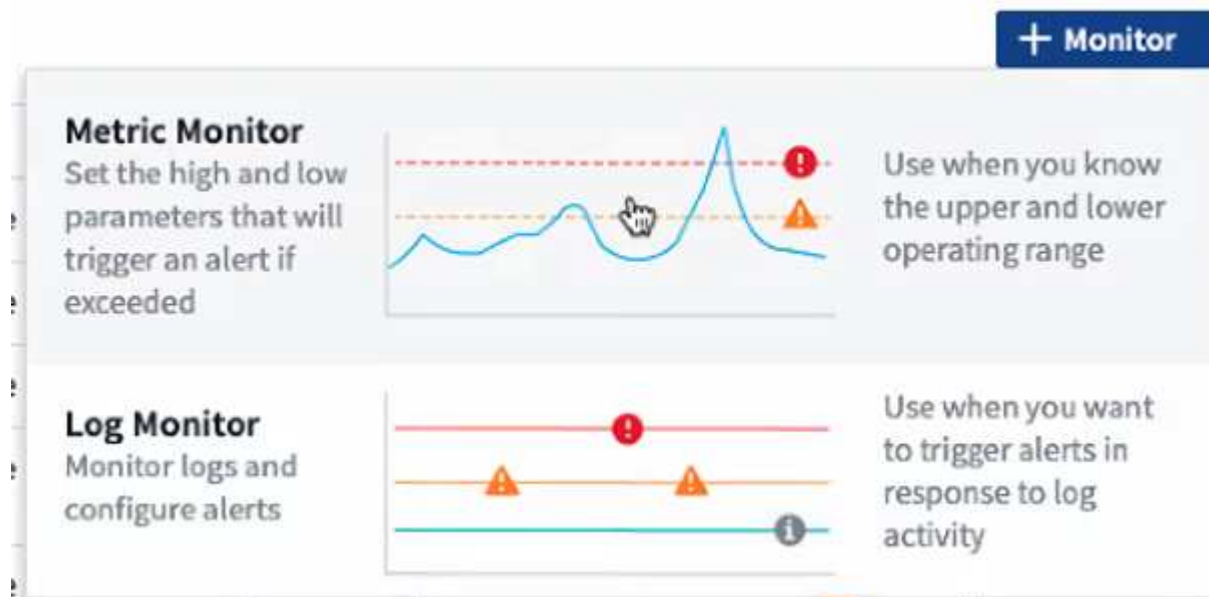 + Monitor
Metric Monitor
Set the high and low
parameters that will
trigger an alert if
exceeded
Use when you know
the upper and lower
operating range
Log Monitor
Monitor logs and
configure alerts
Use when you want
to trigger alerts in
response to log
activity